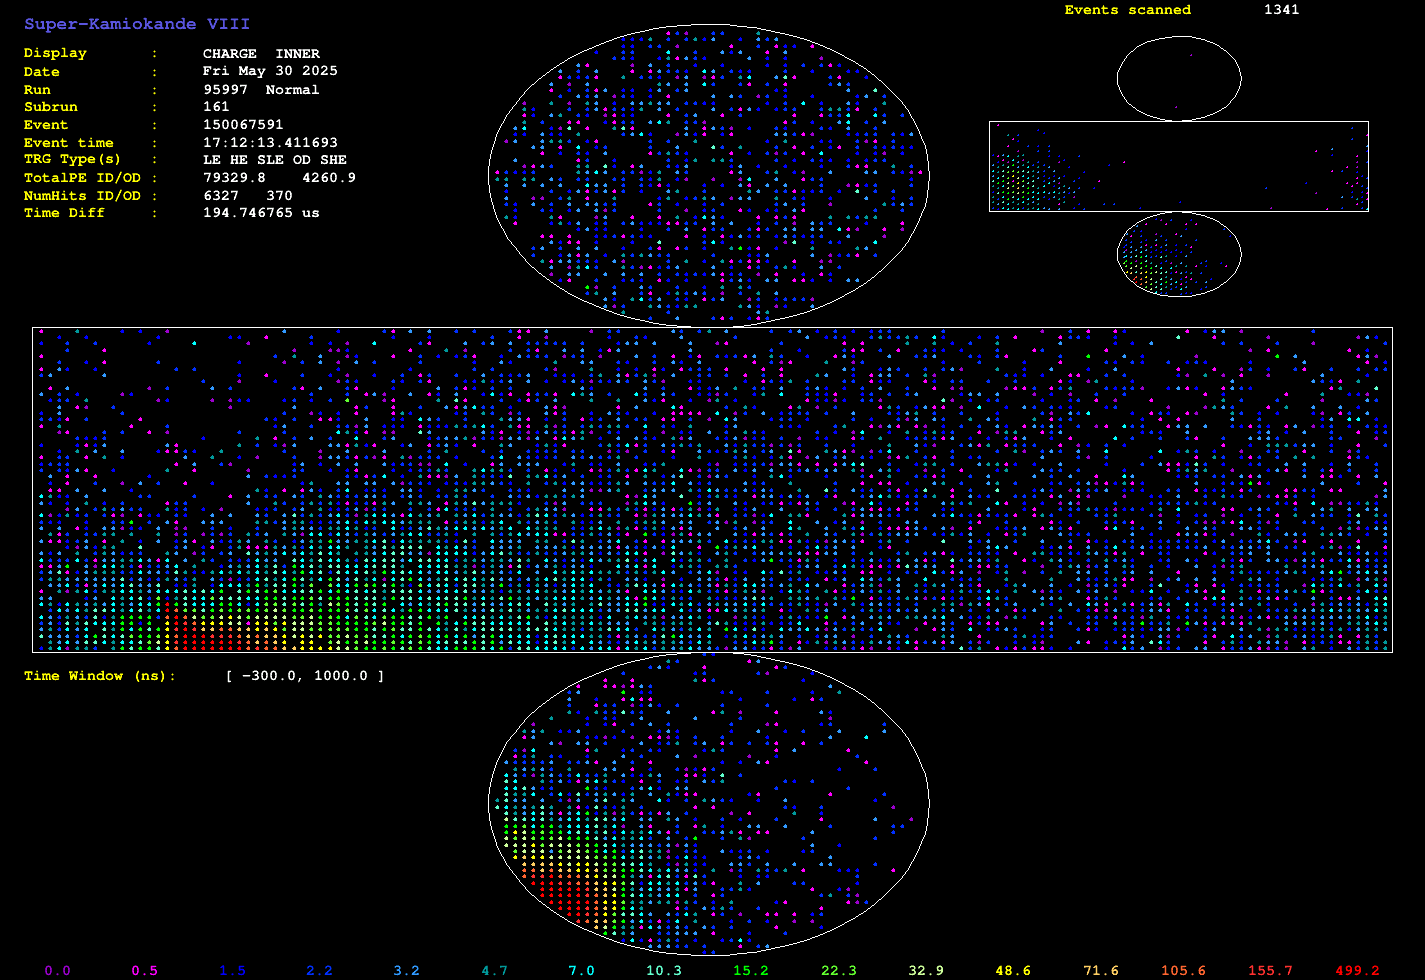 Super-Kamiokande VIII
Events scanned 1341
Display : CHARGE INNER
Date : Fri May 30 2025
Run : 95997 Normal
Subrun : 161
Event : 150067591
Event time : 17:12:13.411693
TRG Type(s) : LE HE SLE OD SHE
TotalPE ID/OD : 79329.8 4260.9
NumHits ID/OD : 6327 370
Time Diff : 194.746765 us
Time Window (ns): [ -300.0, 1000.0 ]
0.0 0.5 1.5 2.2 3.2 4.7 7.0 10.3 15.2 22.3 32.9 48.6 71.6 105.6 155.7 499.2